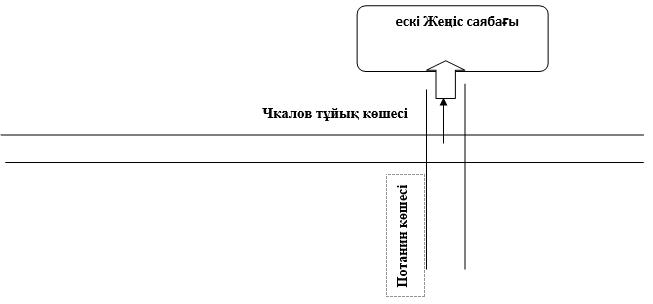 ескі Жеңіс саябағы
Чкалов тұйық көшесі
Потанин көшесі